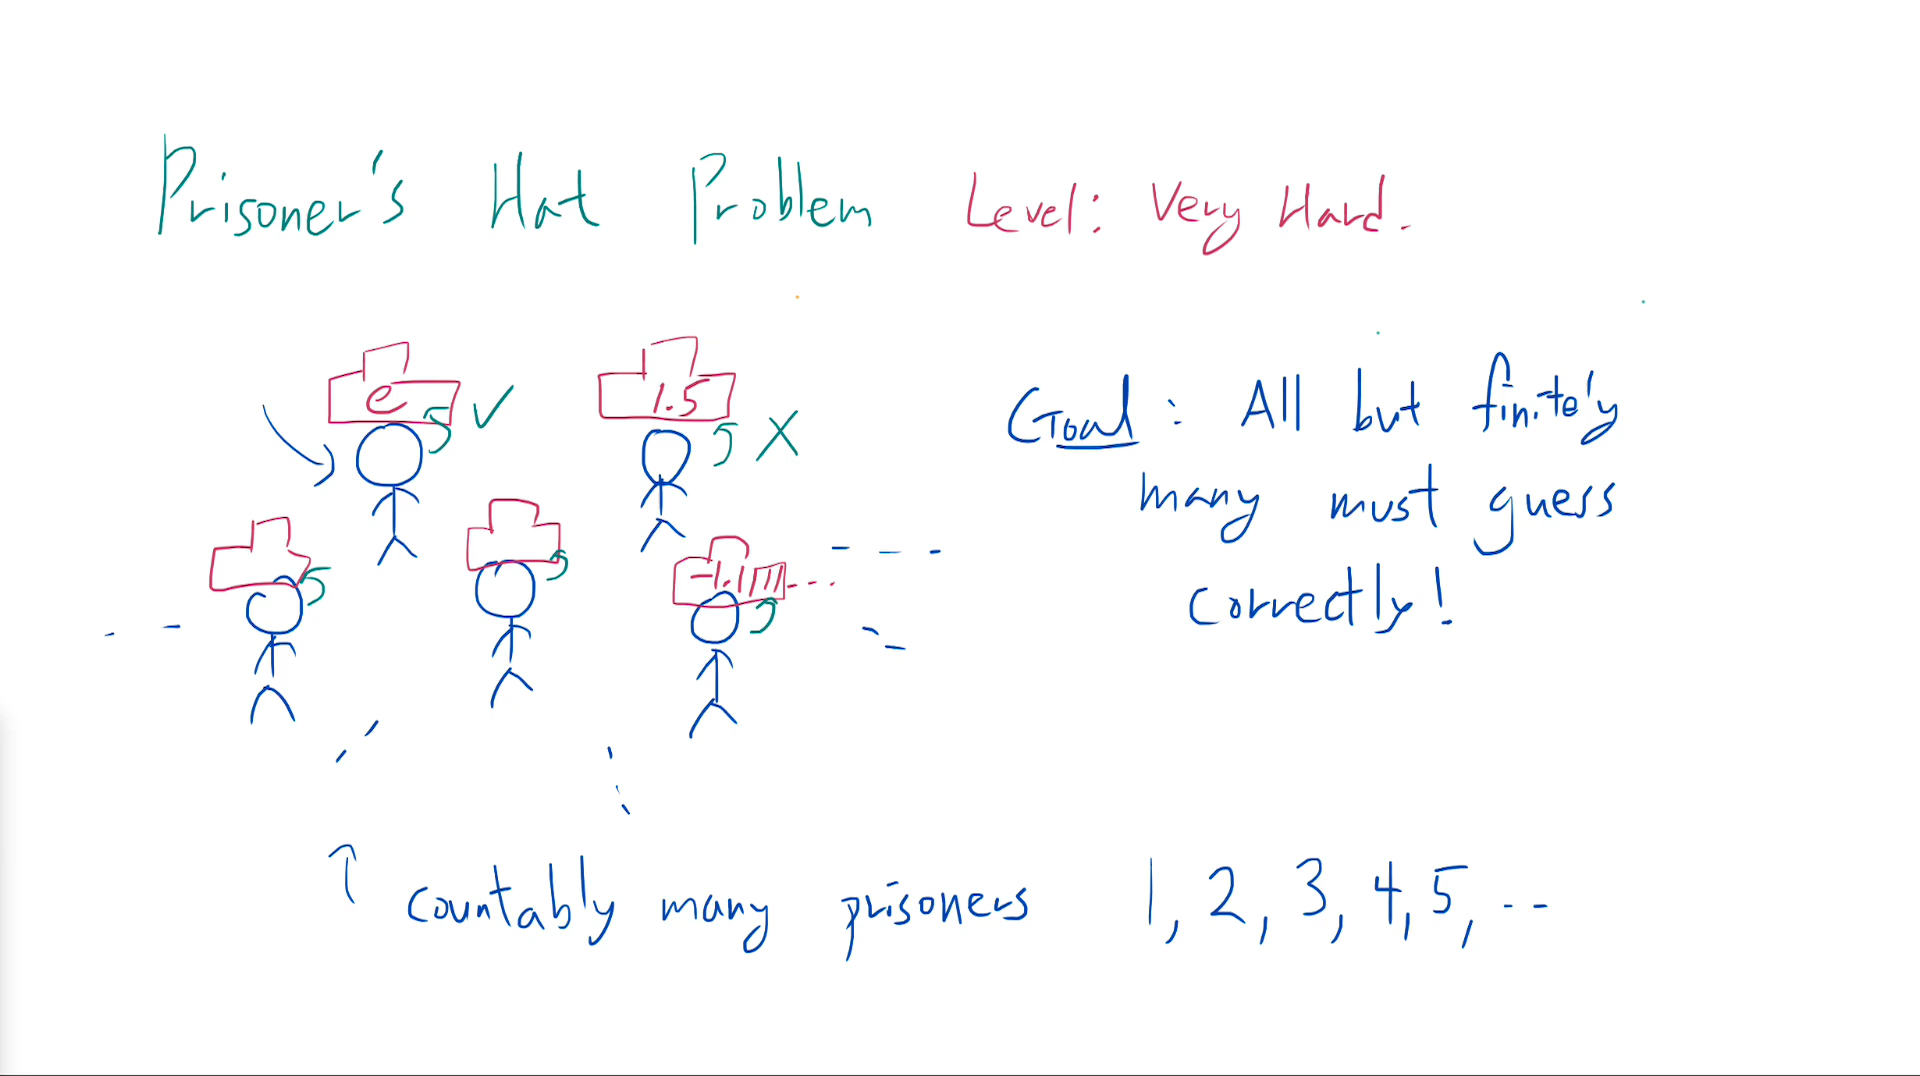 Prisoner's Hat Problem Level: Very Hard.
e 1.5
-1.1111...
Goal: All but finitely
many must guess
correctly!
countably many prisoners 1, 2, 3, 4, 5, ...